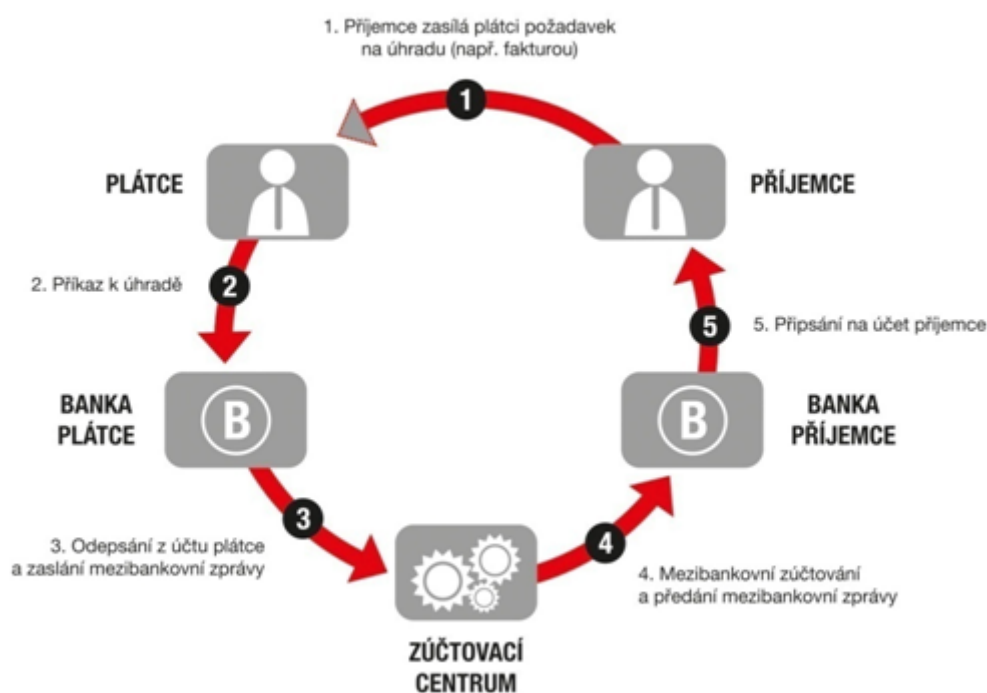 1. Příjemce zasílá plátci požadavek
na úhradu (např. fakturou)
1
PLÁTCE
PŘÍJEMCE
2. Příkaz k úhradě
2
5
5. Připsání na účet příjemce
BANKA
PLÁTCE
B
B
BANKA
PŘÍJEMCE
3
4
3. Odepsání z účtu plátce
a zaslání mezibankovní zprávy
4. Mezibankovní zúčtování
a předání mezibankovní zprávy
ZÚČTOVACÍ
CENTRUM